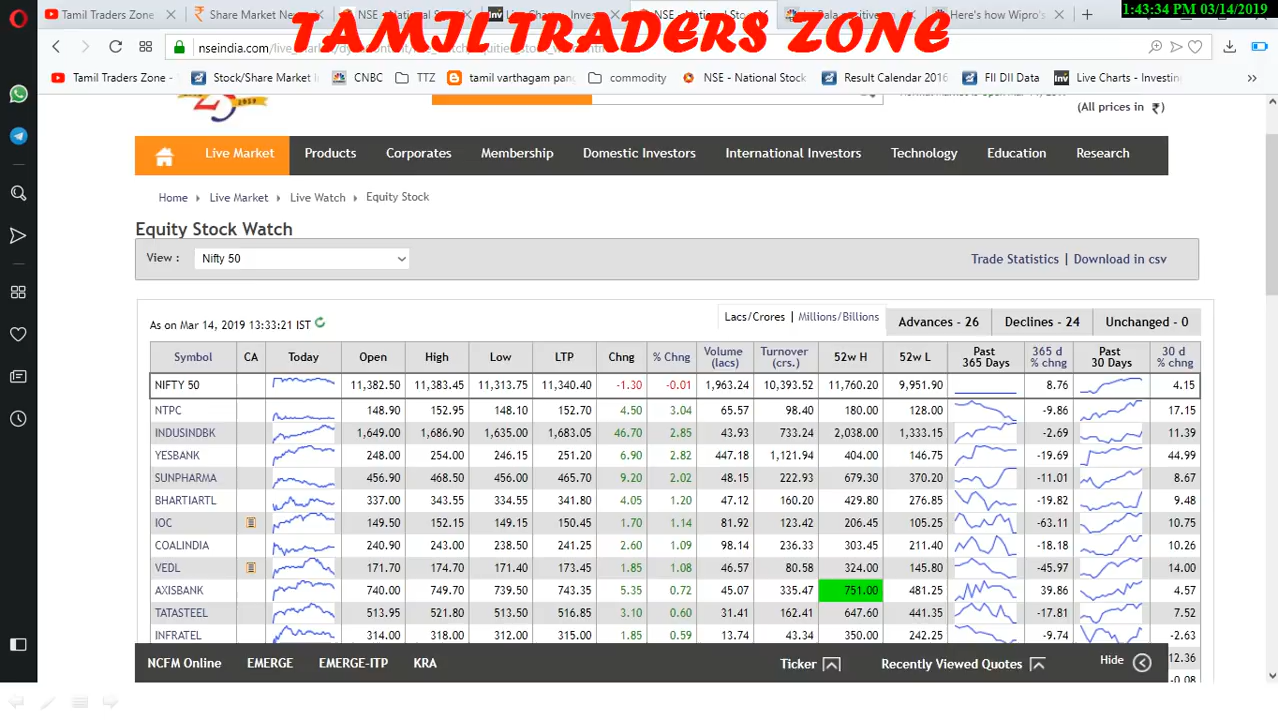 Tamil Traders Zone
Share Market Ne
NSE - National S
Live Charts - Inves
NSE - National Sto
Here's how Wipro's
1:43:34 PM 03/14/2019
TAMIL TRADERS ZONE
nseindia.com/live_market/
Tamil Traders Zone -
Stock/Share Market I
CNBC
TTZ
tamil varthagam pan
commodity
NSE - National Stock
Result Calendar 2016
FII DII Data
Live Charts - Investin
»
(All prices in ₹)
Live Market Products Corporates Membership Domestic Investors International Investors Technology Education Research
Home Live Market Live Watch Equity Stock
Equity Stock Watch
View : Nifty 50 Trade Statistics | Download in csv
As on Mar 14, 2019 13:33:21 IST Lacs/Crores | Millions/Billions Advances - 26 Declines - 24 Unchanged - 0
Symbol CA Today Open High Low LTP Chng % Chng Volume (lacs) Turnover (crs.) 52w H 52w L Past 365 Days 365 d % chng Past 30 Days 30 d % chng
NIFTY 50 11,382.50 11,383.45 11,313.75 11,340.40 -1.30 -0.01 1,963.24 10,393.52 11,760.20 9,951.90 8.76 4.15
NTPC 148.90 152.95 148.10 152.70 4.50 3.04 65.57 98.40 180.00 128.00 -9.86 17.15
INDUSINDBK 1,649.00 1,686.90 1,635.00 1,683.05 46.70 2.85 43.93 733.24 2,038.00 1,333.15 -2.69 11.39
YESBANK 248.00 254.00 246.15 251.20 6.90 2.82 447.18 1,121.94 404.00 146.75 -19.69 44.99
SUNPHARMA 456.90 468.50 456.00 465.70 9.20 2.02 48.15 222.93 679.30 370.20 -11.01 8.67
BHARTIARTL 337.00 343.55 334.55 341.80 4.05 1.20 47.12 160.20 429.80 276.85 -19.82 9.48
IOC 149.50 152.15 149.15 150.45 1.70 1.14 81.92 123.42 206.45 105.25 -63.11 10.75
COALINDIA 240.90 243.00 238.50 241.25 2.60 1.09 98.14 236.33 303.45 211.40 -18.18 10.26
VEDL 171.70 174.70 171.40 173.45 1.85 1.08 46.57 80.58 324.00 145.80 -45.97 14.00
AXISBANK 740.00 749.70 739.50 743.35 5.35 0.72 45.07 335.47 751.00 481.25 39.86 4.57
TATASTEEL 513.95 521.80 513.50 516.85 3.10 0.60 31.41 162.41 647.60 441.35 -17.81 7.52
INFRATEL 314.00 318.00 312.00 315.00 1.85 0.59 13.74 43.34 350.00 242.25 -9.74 -2.63
12.36
NCFM Online EMERGE EMERGE-ITP KRA Ticker Recently Viewed Quotes Hide
-0.08